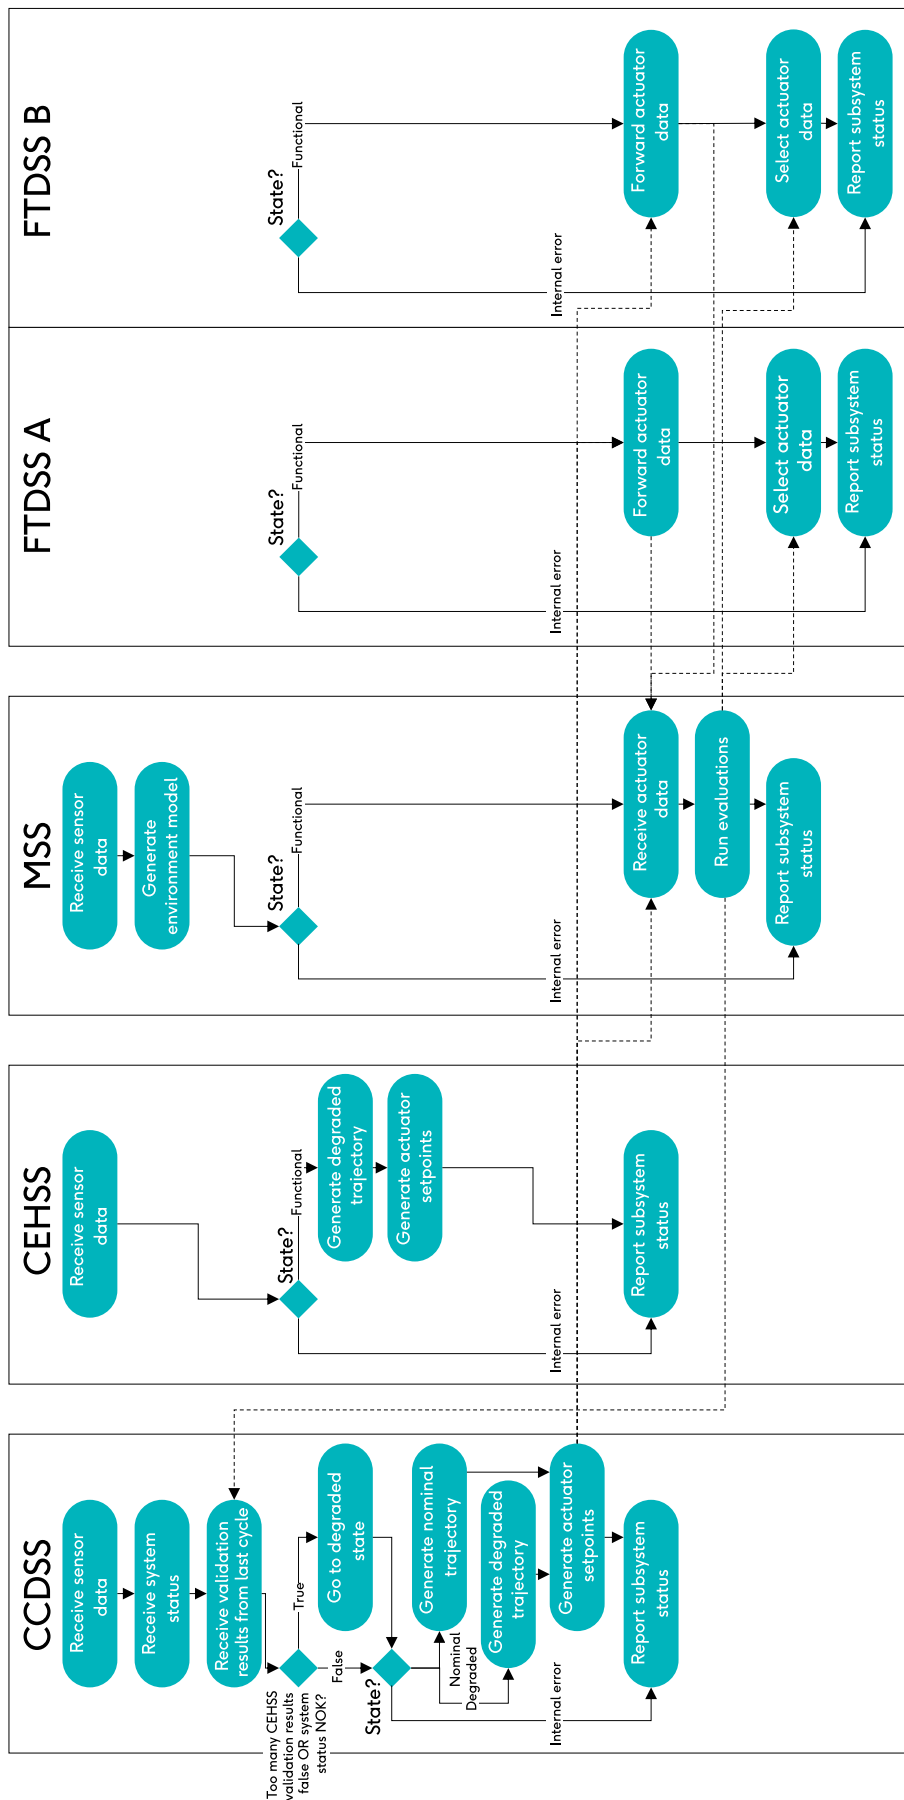 CCDSS
Receive sensor
data
Receive system
status
Receive validation
results from last cycle
Too many CEHSS
validation results
false OR system
status NOK?
True
False
Go to degraded
state
State?
Nominal
Degraded
Internal error
Generate nominal
trajectory
Generate degraded
trajectory
Generate actuator
setpoints
Report subsystem
status
CEHSS
Receive sensor
data
State?
Functional
Internal error
Generate degraded
trajectory
Generate actuator
setpoints
Report subsystem
status
MSS
Receive sensor
data
Generate
environment model
State?
Functional
Internal error
Receive actuator
data
Run evaluations
Report subsystem
status
FTDSS A
State?
Functional
Internal error
Forward actuator
data
Select actuator
data
Report subsystem
status
FTDSS B
State?
Functional
Internal error
Forward actuator
data
Select actuator
data
Report subsystem
status